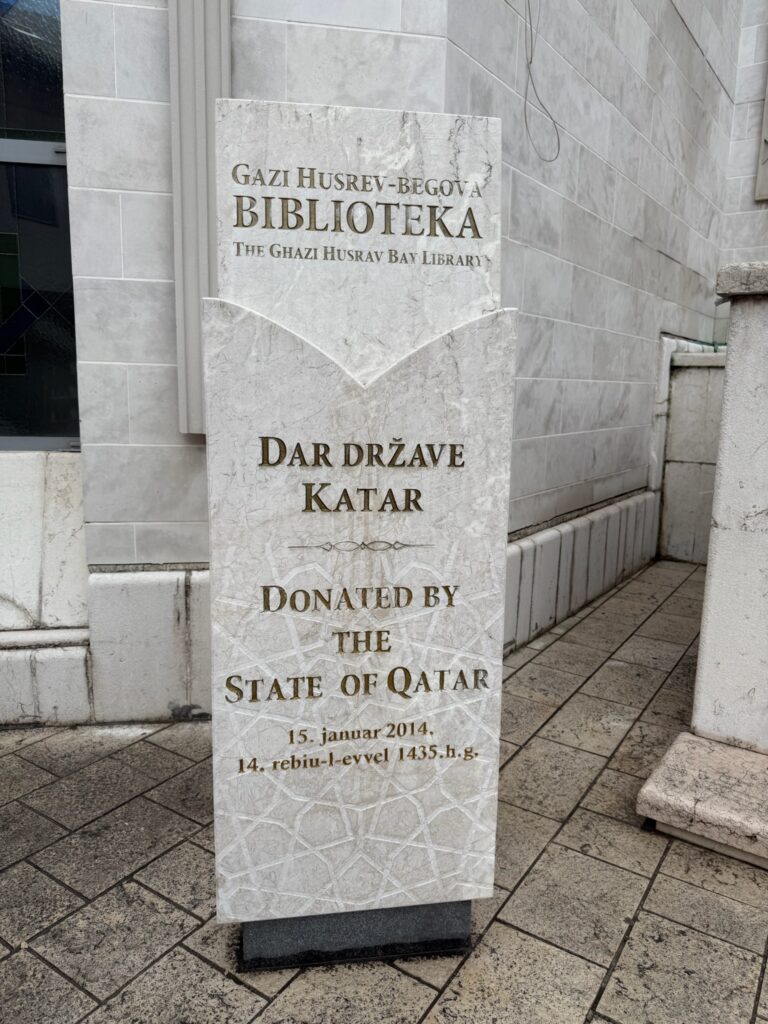 GAZI HUSREV-BEGOVA
BIBLIOTEKA
THE GHAZI HUSRAV BAY LIBRARY
DAR DRŽAVE
KATAR
DONATED BY
THE
STATE OF QATAR
15. januar 2014.
14. rebiu-l-evvel 1435.h.g.